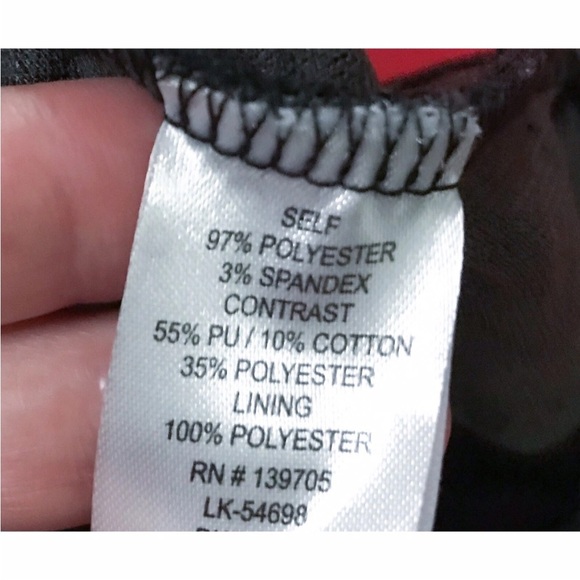 SELF
97% POLYESTER
3% SPANDEX
CONTRAST
55% PU / 10% COTTON
35% POLYESTER
LINING
100% POLYESTER
RN # 139705
LK-54698